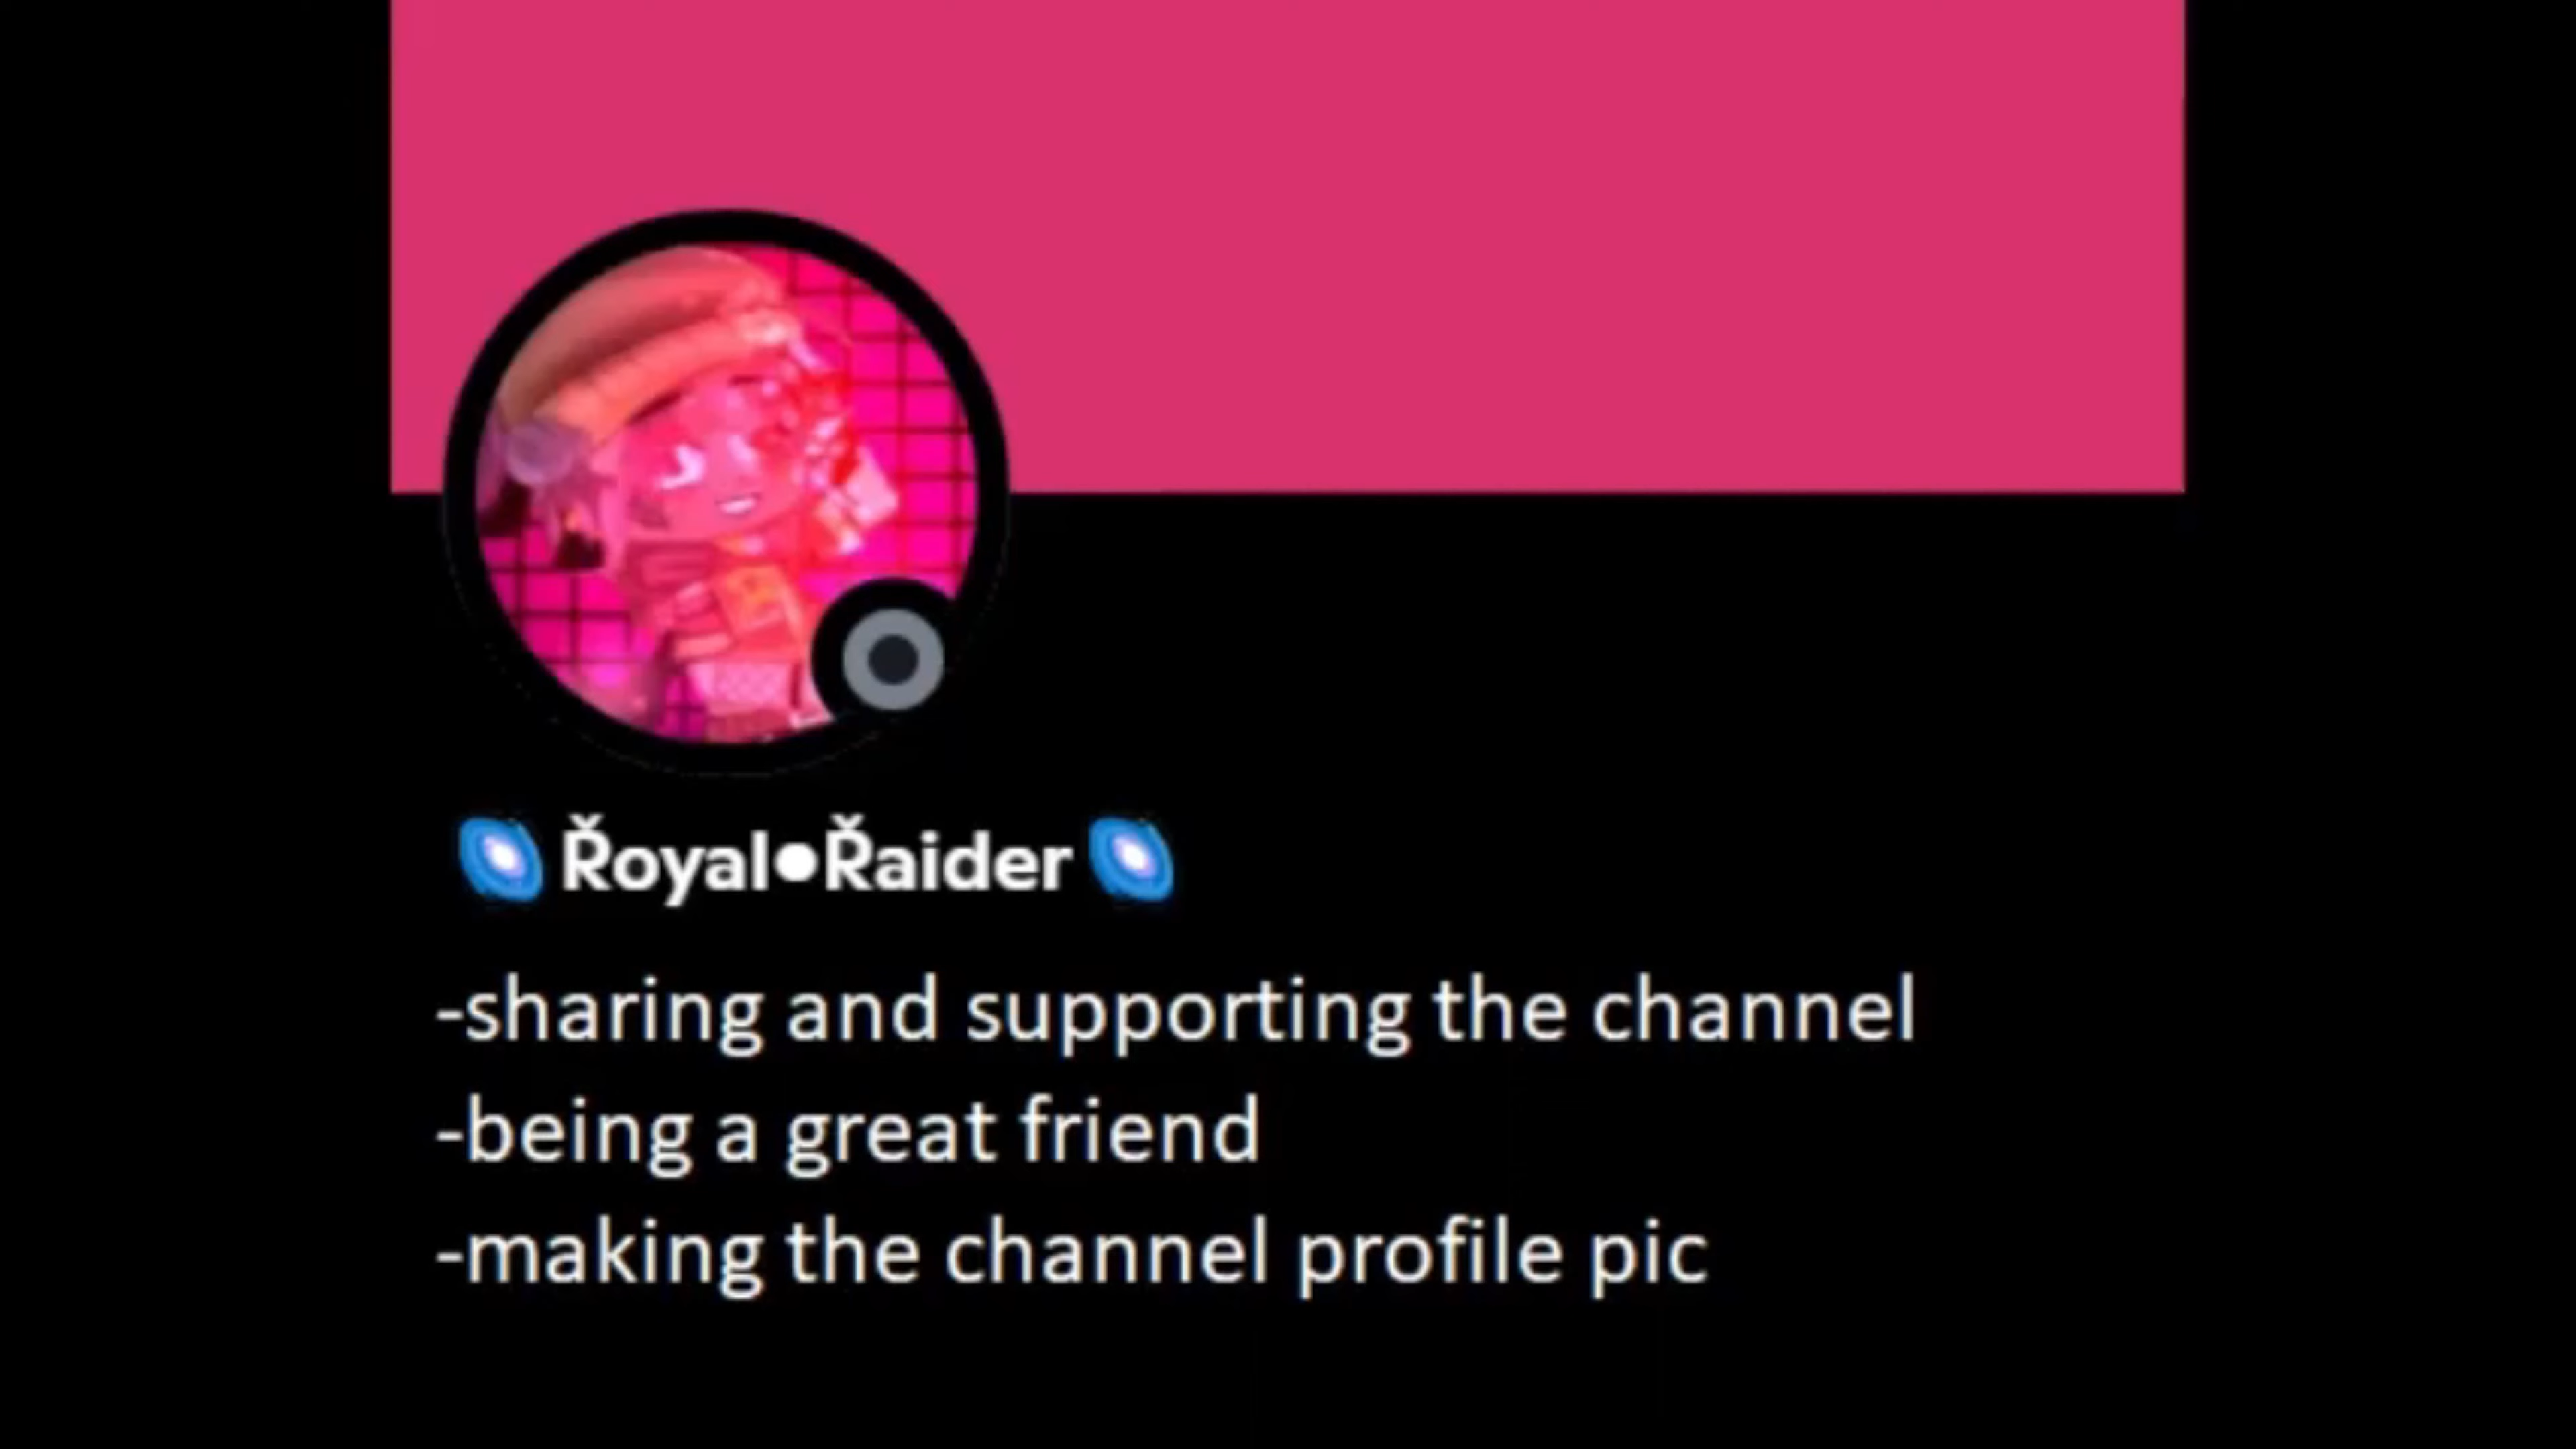 🌀 Řoyal●Řaider 🌀
-sharing and supporting the channel
-being a great friend
-making the channel profile pic